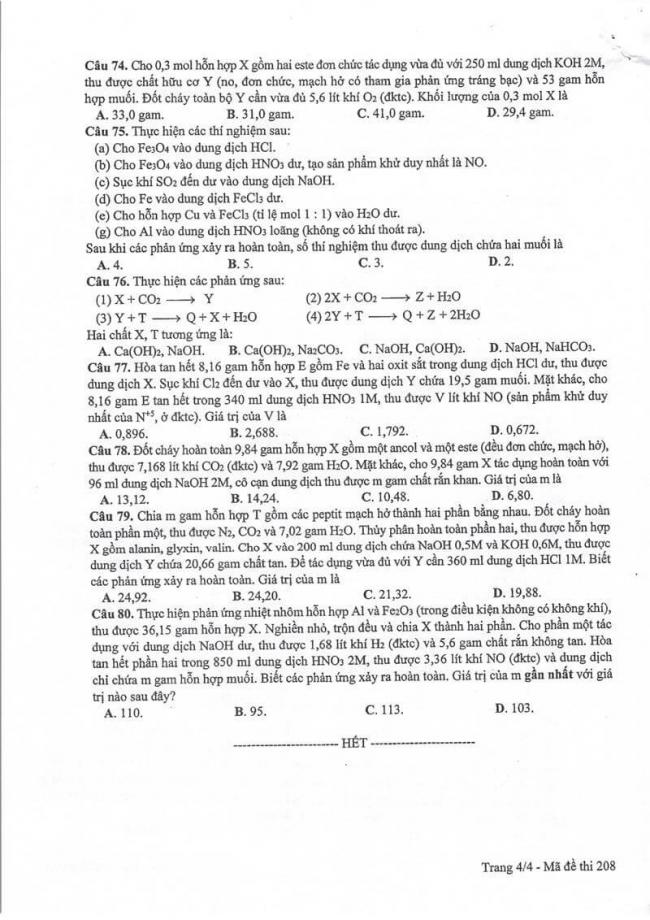 Câu 74. Cho 0,3 mol hỗn hợp X gồm hai este đơn chức tác dụng vừa đủ với 250 ml dung dịch KOH 2M,
thu được chất hữu cơ Y (no, đơn chức, mạch hở có tham gia phản ứng tráng bạc) và 53 gam hỗn
hợp muối. Đốt cháy toàn bộ Y cần vừa đủ 5,6 lít khí O2 (đktc). Khối lượng của 0,3 mol X là
A. 33,0 gam. B. 31,0 gam. C. 41,0 gam. D. 29,4 gam.
Câu 75. Thực hiện các thí nghiệm sau:
(a) Cho Fe3O4 vào dung dịch HCl.
(b) Cho Fe3O4 vào dung dịch HNO3 dư, tạo sản phẩm khử duy nhất là NO.
(c) Sục khí SO2 đến dư vào dung dịch NaOH.
(d) Cho Fe vào dung dịch FeCl3 dư.
(e) Cho hỗn hợp Cu và FeCl3 (tỉ lệ mol 1 : 1) vào H2O dư.
(g) Cho Al vào dung dịch HNO3 loãng (không có khí thoát ra).
Sau khi các phản ứng xảy ra hoàn toàn, số thí nghiệm thu được dung dịch chứa hai muối là
A. 4. B. 5. C. 3. D. 2.
Câu 76. Thực hiện các phản ứng sau:
(1) X + CO2 ⟶ Y (2) 2X + CO2 ⟶ Z + H2O
(3) Y + T ⟶ Q + X + H2O (4) 2Y + T ⟶ Q + Z + 2H2O
Hai chất X, T tương ứng là:
A. Ca(OH)2, NaOH. B. Ca(OH)2, Na2CO3. C. NaOH, Ca(OH)2. D. NaOH, NaHCO3.
Câu 77. Hòa tan hết 8,16 gam hỗn hợp E gồm Fe và hai oxit sắt trong dung dịch HCl dư, thu được
dung dịch X. Sục khí Cl2 đến dư vào X, thu được dung dịch Y chứa 19,5 gam muối. Mặt khác, cho
8,16 gam E tan hết trong 340 ml dung dịch HNO3 1M, thu được V lít khí NO (sản phẩm khử duy
nhất của N+5, ở đktc). Giá trị của V là
A. 0,896. B. 2,688. C. 1,792. D. 0,672.
Câu 78. Đốt cháy hoàn toàn 9,84 gam hỗn hợp X gồm một ancol và một este (đều đơn chức, mạch hở),
thu được 7,168 lít khí CO2 (đktc) và 7,92 gam H2O. Mặt khác, cho 9,84 gam X tác dụng hoàn toàn với
96 ml dung dịch NaOH 2M, cô cạn dung dịch thu được m gam chất rắn khan. Giá trị của m là
A. 13,12. B. 14,24. C. 10,48. D. 6,80.
Câu 79. Chia m gam hỗn hợp T gồm các peptit mạch hở thành hai phần bằng nhau. Đốt cháy hoàn
toàn phần một, thu được N2, CO2 và 7,02 gam H2O. Thủy phân hoàn toàn phần hai, thu được hỗn hợp
X gồm alanin, glyxin, valin. Cho X vào 200 ml dung dịch chứa NaOH 0,5M và KOH 0,6M, thu được
dung dịch Y chứa 20,66 gam chất tan. Để tác dụng vừa đủ với Y cần 360 ml dung dịch HCl 1M. Biết
các phản ứng xảy ra hoàn toàn. Giá trị của m là
A. 24,92. B. 24,20. C. 21,32. D. 19,88.
Câu 80. Thực hiện phản ứng nhiệt nhôm hỗn hợp Al và Fe2O3 (trong điều kiện không có không khí),
thu được 36,15 gam hỗn hợp X. Nghiền nhỏ, trộn đều và chia X thành hai phần. Cho phần một tác
dụng với dung dịch NaOH dư, thu được 1,68 lít khí H2 (đktc) và 5,6 gam chất rắn không tan. Hòa
tan hết phần hai trong 850 ml dung dịch HNO3 2M, thu được 3,36 lít khí NO (đktc) và dung dịch
chỉ chứa m gam hỗn hợp muối. Biết các phản ứng xảy ra hoàn toàn. Giá trị của m gần nhất với giá
trị nào sau đây?
A. 110. B. 95. C. 113. D. 103.
------------------------ HẾT ------------------------
Trang 4/4 - Mã đề thi 208